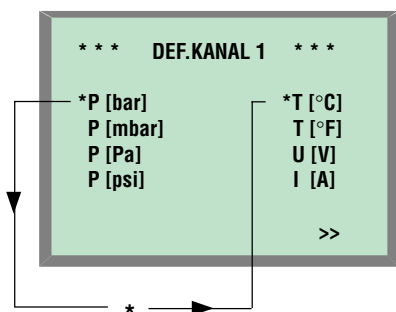 * * * DEF.KANAL 1 * * *
*P [bar] *T [°C]
P [mbar] T [°F]
P [Pa] U [V]
P [psi] I [A]
>>
*